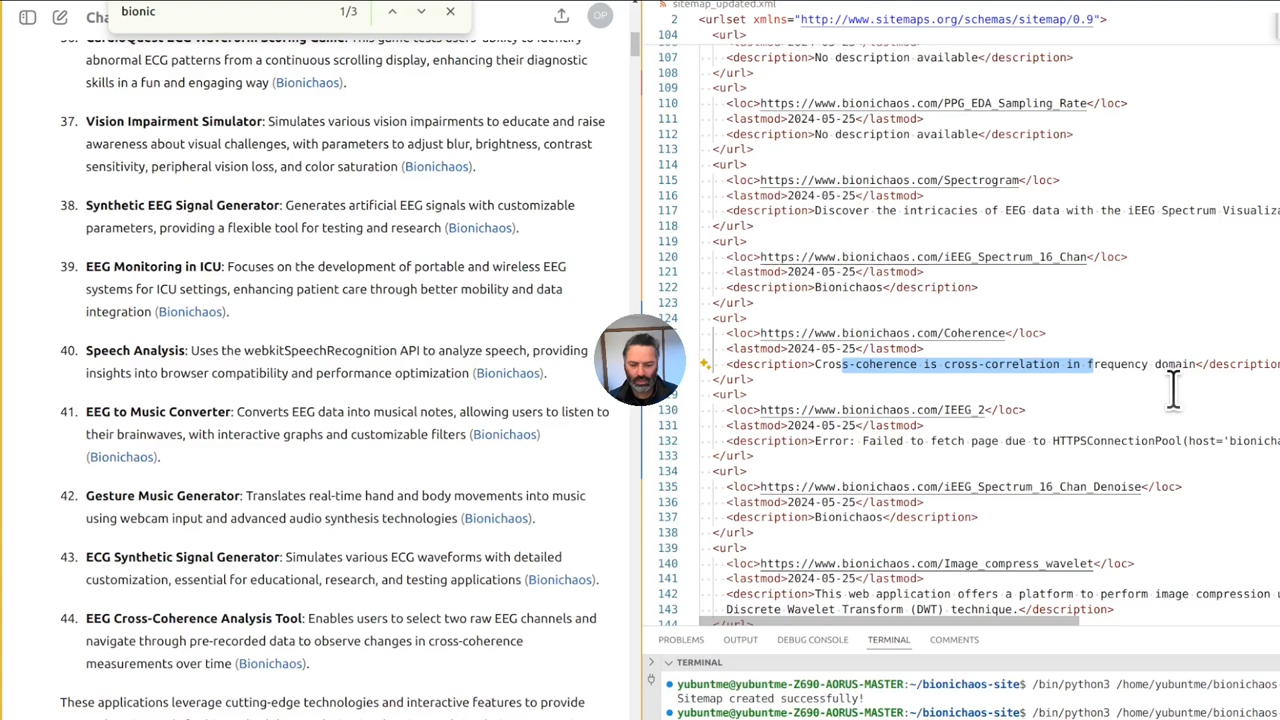 bionic
1/3
Cha
OP
36. CardioQuest ECG Waveform Scoring Game: This game tests users' ability to identify
abnormal ECG patterns from a continuous scrolling display, enhancing their diagnostic
skills in a fun and engaging way (Bionichaos).
37. Vision Impairment Simulator: Simulates various vision impairments to educate and raise
awareness about visual challenges, with parameters to adjust blur, brightness, contrast
sensitivity, peripheral vision loss, and color saturation (Bionichaos).
38. Synthetic EEG Signal Generator: Generates artificial EEG signals with customizable
parameters, providing a flexible tool for testing and research (Bionichaos).
39. EEG Monitoring in ICU: Focuses on the development of portable and wireless EEG
systems for ICU settings, enhancing patient care through better mobility and data
integration (Bionichaos).
40. Speech Analysis: Uses the webkitSpeechRecognition API to analyze speech, providing
insights into browser compatibility and performance optimization (Bionichaos).
41. EEG to Music Converter: Converts EEG data into musical notes, allowing users to listen to
their brainwaves, with interactive graphs and customizable filters (Bionichaos)
(Bionichaos).
42. Gesture Music Generator: Translates real-time hand and body movements into music
using webcam input and advanced audio synthesis technologies (Bionichaos).
43. ECG Synthetic Signal Generator: Simulates various ECG waveforms with detailed
customization, essential for educational, research, and testing applications (Bionichaos).
44. EEG Cross-Coherence Analysis Tool: Enables users to select two raw EEG channels and
navigate through pre-recorded data to observe changes in cross-coherence
measurements over time (Bionichaos).
These applications leverage cutting-edge technologies and interactive features to provide
sitemap_updated.xml
2 <urlset xmlns="http://www.sitemaps.org/schemas/sitemap/0.9">
104 <url>
<lastmod>2024-05-25</lastmod>
107 <description>No description available</description>
108 </url>
109 <url>
110 <loc>https://www.bionichaos.com/PPG_EDA_Sampling_Rate</loc>
111 <lastmod>2024-05-25</lastmod>
112 <description>No description available</description>
113 </url>
114 <url>
115 <loc>https://www.bionichaos.com/Spectrogram</loc>
116 <lastmod>2024-05-25</lastmod>
117 <description>Discover the intricacies of EEG data with the iEEG Spectrum Visualiza
118 </url>
119 <url>
120 <loc>https://www.bionichaos.com/iEEG_Spectrum_16_Chan</loc>
121 <lastmod>2024-05-25</lastmod>
122 <description>Bionichaos</description>
123 </url>
124 <url>
<loc>https://www.bionichaos.com/Coherence</loc>
<lastmod>2024-05-25</lastmod>
<description>Cross-coherence is cross-correlation in frequency domain</description
</url>
29 <url>
130 <loc>https://www.bionichaos.com/IEEG_2</loc>
131 <lastmod>2024-05-25</lastmod>
132 <description>Error: Failed to fetch page due to HTTPSConnectionPool(host='bionicha
133 </url>
134 <url>
135 <loc>https://www.bionichaos.com/iEEG_Spectrum_16_Chan_Denoise</loc>
136 <lastmod>2024-05-25</lastmod>
137 <description>Bionichaos</description>
138 </url>
139 <url>
140 <loc>https://www.bionichaos.com/Image_compress_wavelet</loc>
141 <lastmod>2024-05-25</lastmod>
142 <description>This web application offers a platform to perform image compression u
143 Discrete Wavelet Transform (DWT) technique.</description>
144 </url>
PROBLEMS OUTPUT DEBUG CONSOLE TERMINAL COMMENTS
TERMINAL
yubuntme@yubuntme-Z690-AORUS-MASTER:~/bionichaos-site$ /bin/python3 /home/yubuntme/bionichaos
Sitemap created successfully!
yubuntme@yubuntme-Z690-AORUS-MASTER:~/bionichaos-site$ /bin/python3 /home/yubuntme/bionichaos